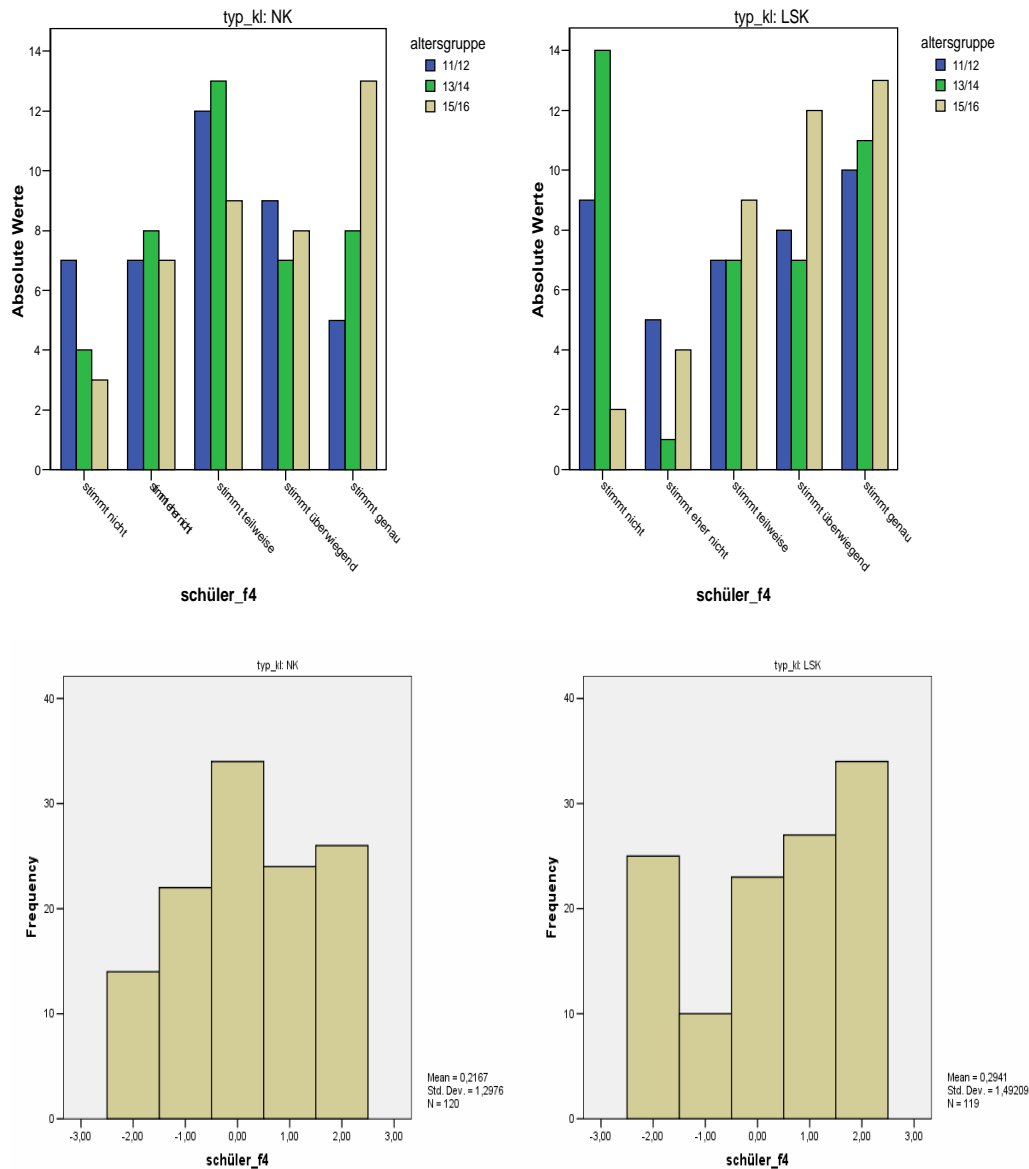 typ_kl: NK
altersgruppe
11/12
13/14
15/16
Absolute Werte
14
12
10
8
6
4
2
0
stimmt nicht
stimmt teilweise
stimmt überwiegend
stimmt genau
schüler_f4
typ_kl: LSK
altersgruppe
11/12
13/14
15/16
Absolute Werte
14
12
10
8
6
4
2
0
stimmt nicht
stimmt eher nicht
stimmt teilweise
stimmt überwiegend
stimmt genau
schüler_f4
typ_kl: NK
Frequency
40
30
20
10
0
-3,00 -2,00 -1,00 0,00 1,00 2,00 3,00
schüler_f4
Mean = 0,2167
Std. Dev. = 1,2976
N = 120
typ_kl: LSK
Frequency
40
30
20
10
0
-3,00 -2,00 -1,00 0,00 1,00 2,00 3,00
schüler_f4
Mean = 0,2941
Std. Dev. = 1,49209
N = 119